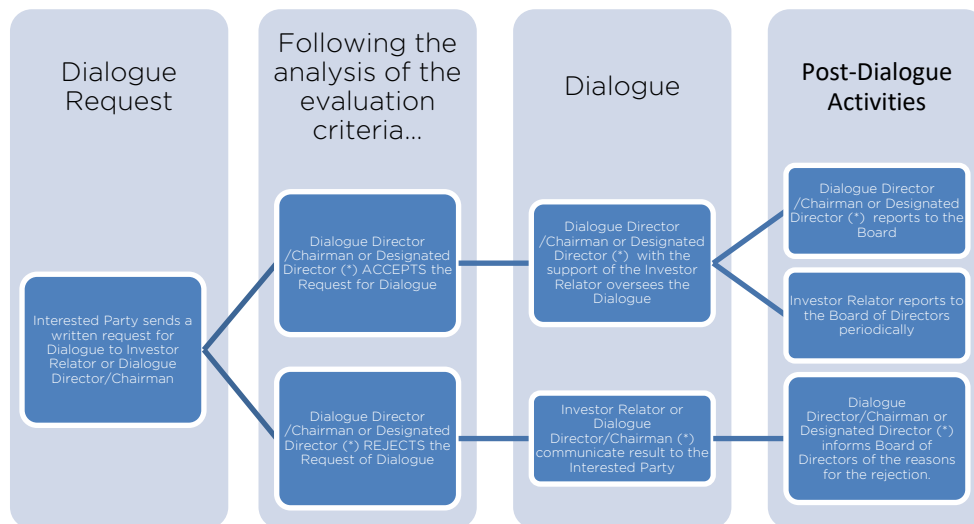 Dialogue
Request
Interested Party sends a
written request for
Dialogue to Investor
Relator or Dialogue
Director/Chairman
Following the
analysis of the
evaluation
criteria...
Dialogue Director
/Chairman or Designated
Director (*) ACCEPTS the
Request for Dialogue
Dialogue Director
/Chairman or Designated
Director (*) REJECTS the
Request of Dialogue
Dialogue
Dialogue Director
/Chairman or Designated
Director (*) with the
support of the Investor
Relator oversees the
Dialogue
Investor Relator or
Dialogue
Director/Chairman (*)
communicate result to the
Interested Party
Post-Dialogue
Activities
Dialogue Director
/Chairman or Designated
Director (*) reports to the
Board
Investor Relator reports to
the Board of Directors
periodically
Dialogue
Director/Chairman or
Designated Director (*)
informs Board of
Directors of the reasons
for the rejection.